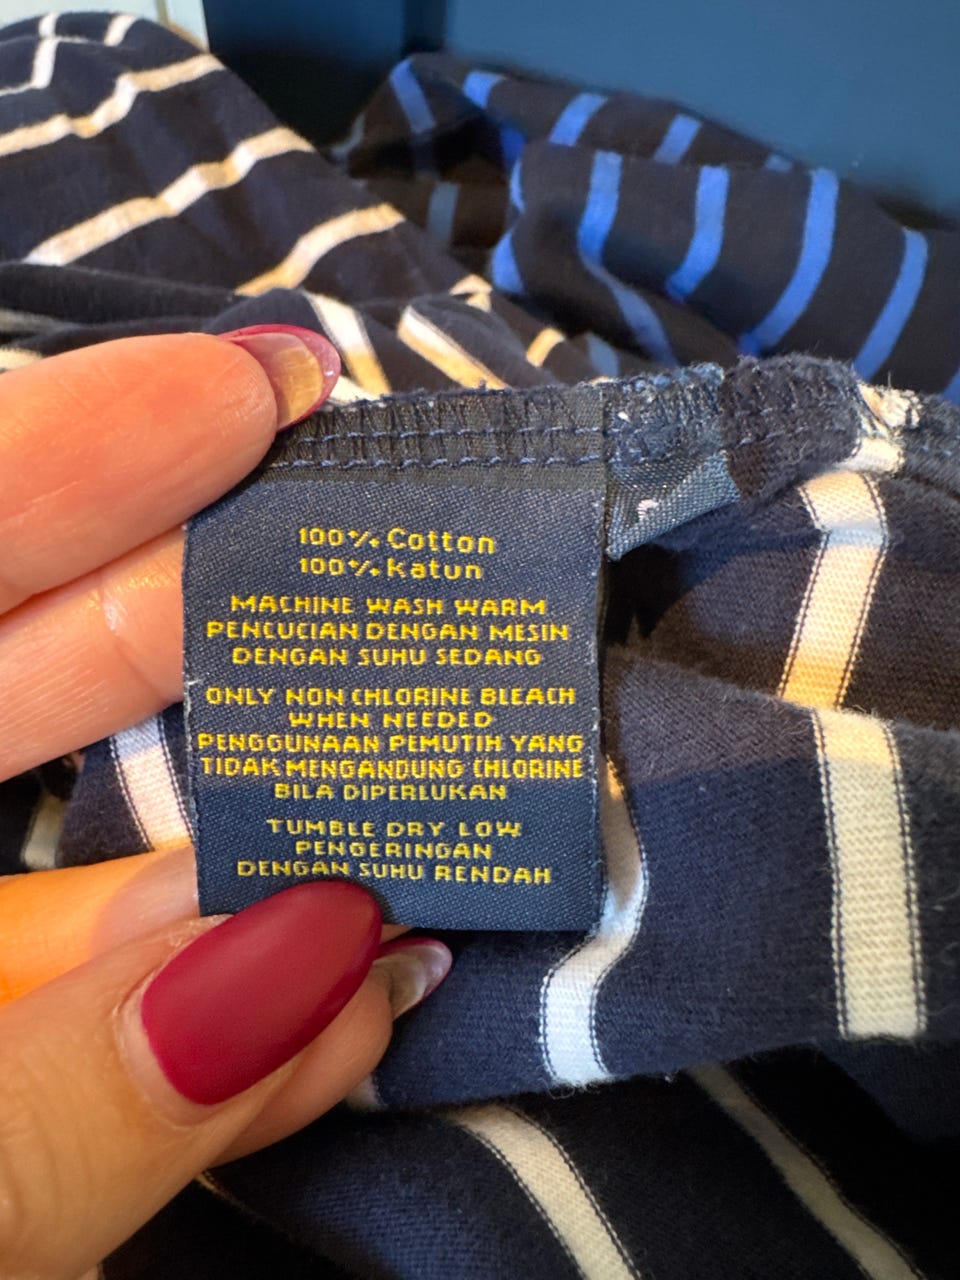 100% Cotton
100% Katun
MACHINE WASH WARM
PENCUCIAN DENGAN MESIN
DENGAN SUHU SEDANG
ONLY NON CHLORINE BLEACH
WHEN NEEDED
PENGGUNAAN PEMUTIH YANG
TIDAK MENGANDUNG CHLORINE
BILA DIPERLUKAN
TUMBLE DRY LOW
PENGERINGAN
DENGAN SUHU RENDAH